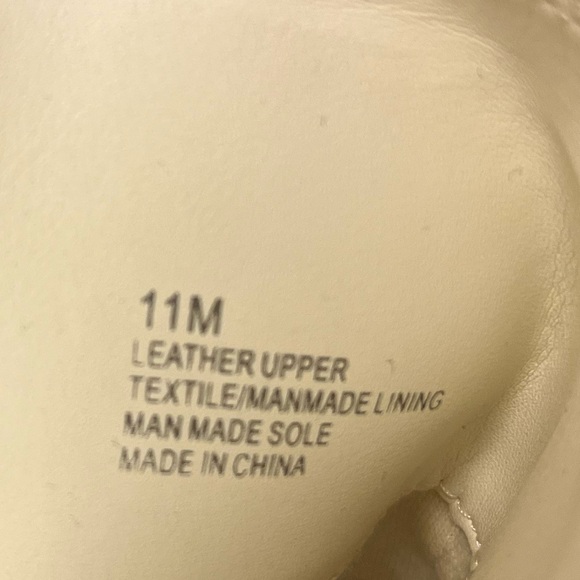 11M
LEATHER UPPER
TEXTILE/MANMADE LINING
MAN MADE SOLE
MADE IN CHINA